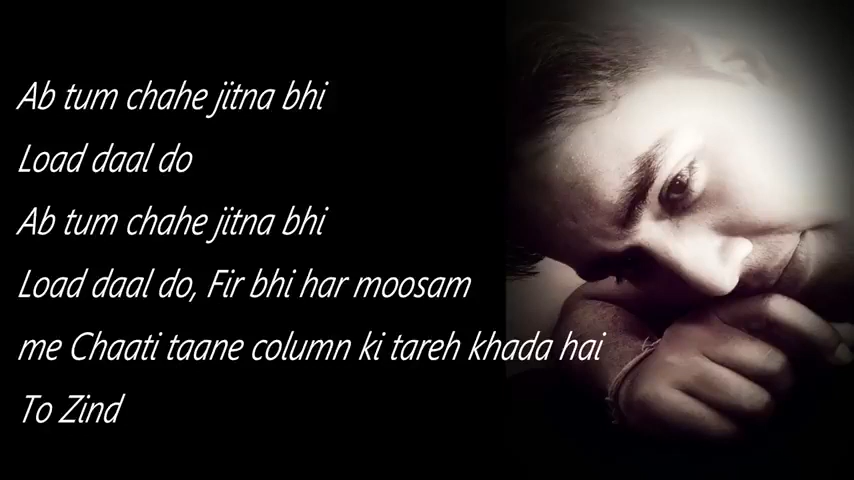 Ab tum chahe jitna bhi
Load daal do
Ab tum chahe jitna bhi
Load daal do, Fir bhi har moosam
me Chaati taane column ki tareh khada hai
To Zind